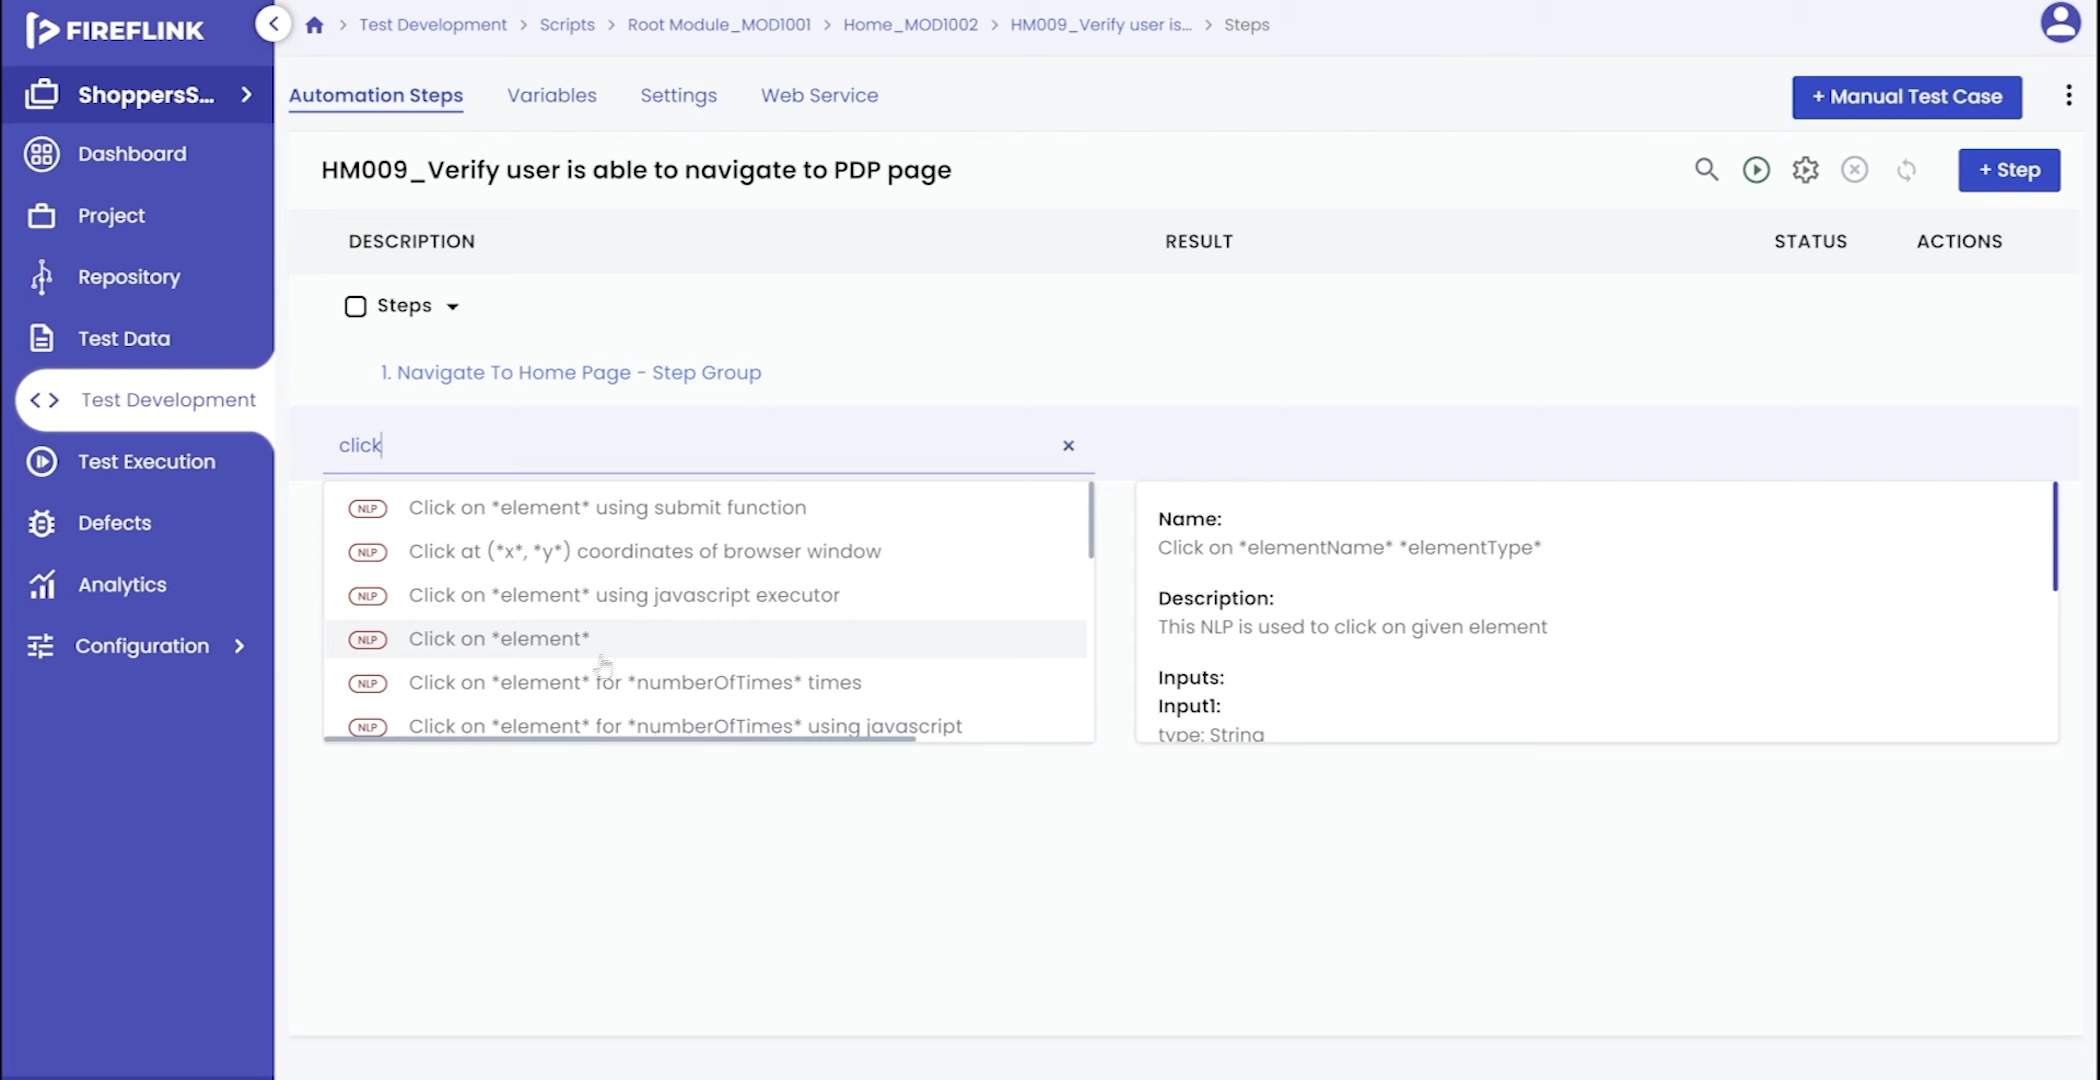 FIREFLINK
Test Development
Scripts
Root Module_MOD1001
Home_MOD1002
HM009_Verify user is...
Steps
ShoppersS...
Dashboard
Project
Repository
Test Data
Test Development
Test Execution
Defects
Analytics
Configuration
Automation Steps
Variables
Settings
Web Service
+ Manual Test Case
HM009_Verify user is able to navigate to PDP page
+ Step
DESCRIPTION
RESULT
STATUS
ACTIONS
Steps
1. Navigate To Home Page - Step Group
click
NLP Click on *element* using submit function
NLP Click at (*x*, *y*) coordinates of browser window
NLP Click on *element* using javascript executor
NLP Click on *element*
NLP Click on *element* for *numberOfTimes* times
NLP Click on *element* for *numberOfTimes* using javascript
Name:
Click on *elementName* *elementType*
Description:
This NLP is used to click on given element
Inputs:
Input1:
type: String